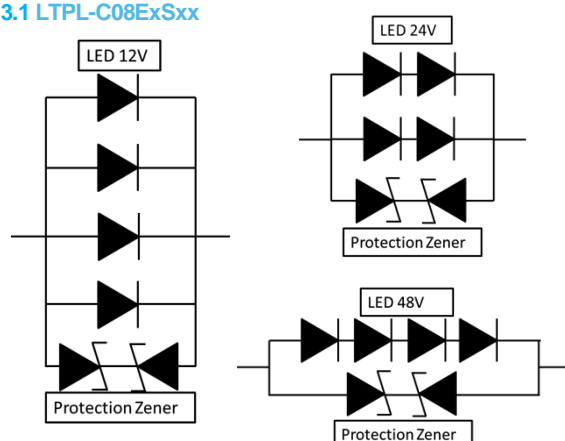 3.1 LTPL-C08ExSxx
LED 12V
LED 24V
Protection Zener
LED 48V
Protection Zener
Protection Zener